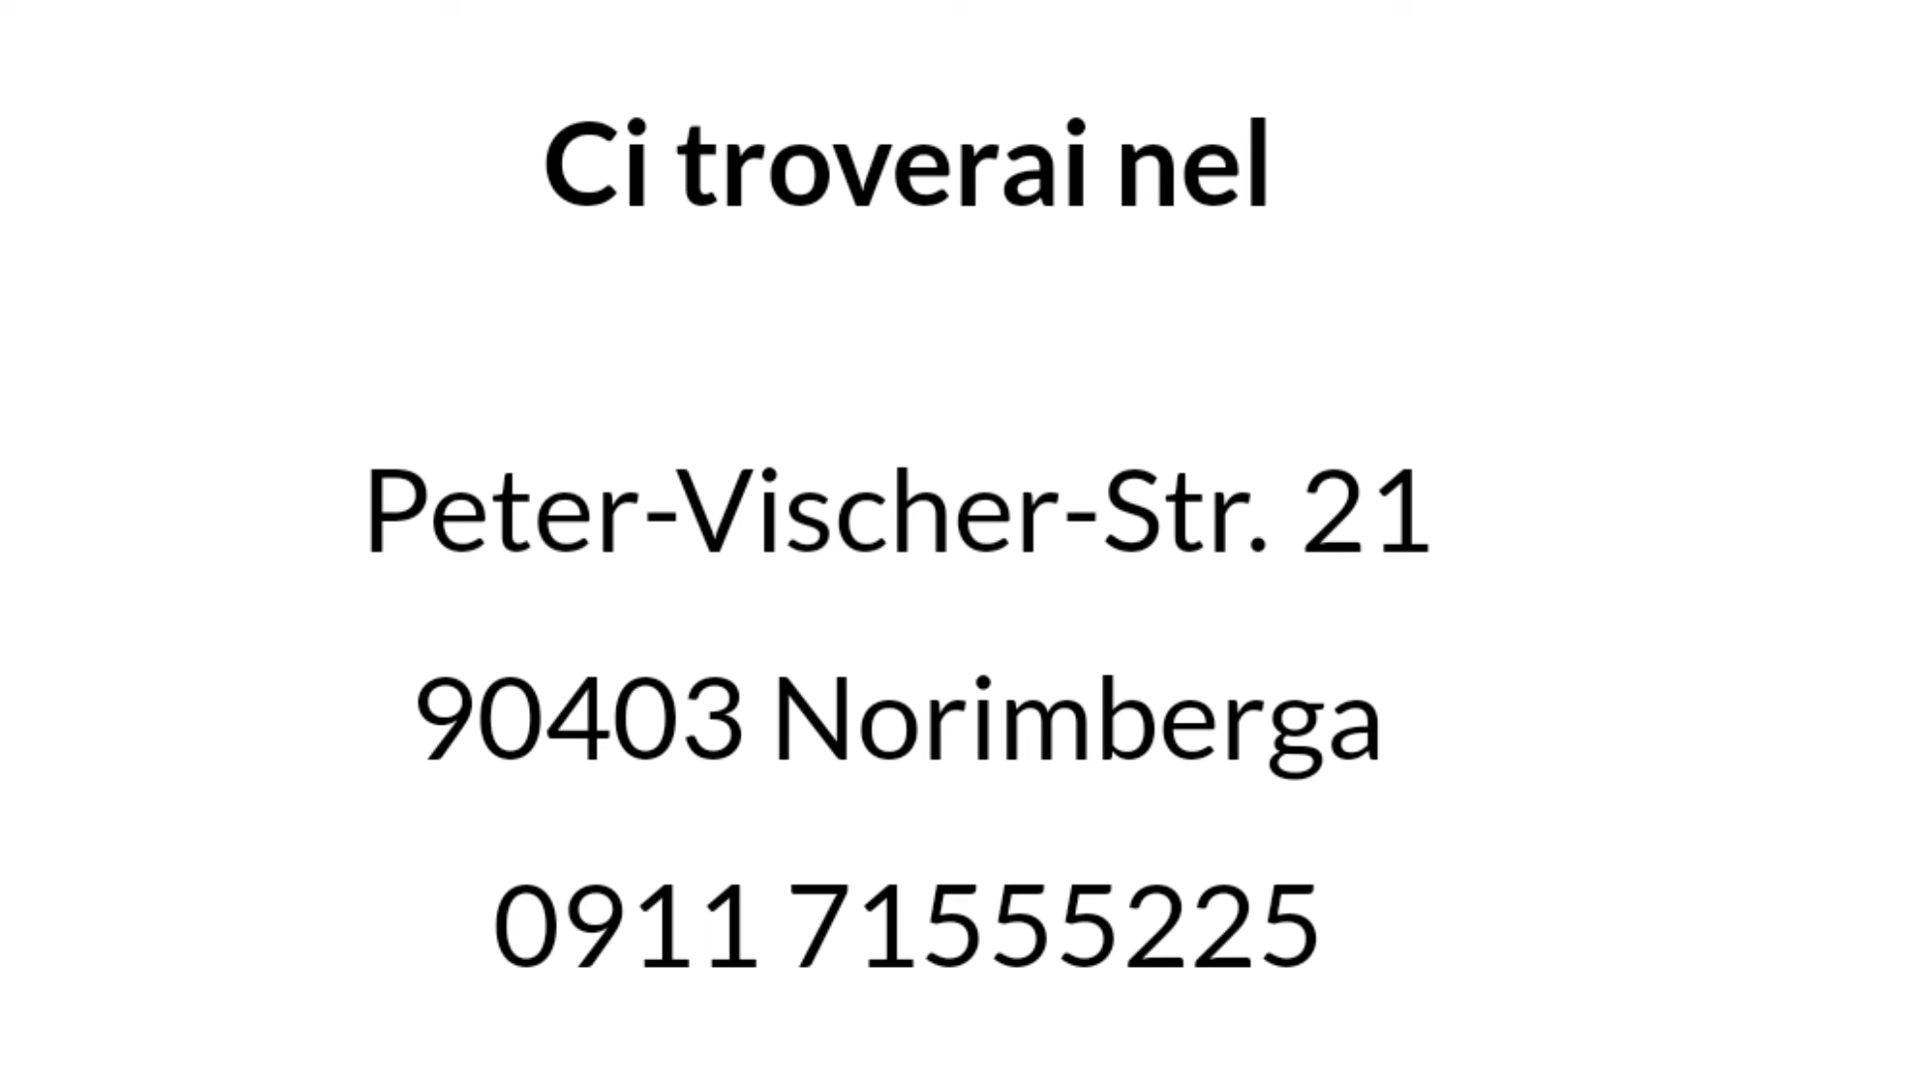 Ci troverai nel
Peter-Vischer-Str. 21
90403 Norimberga
0911 71555225